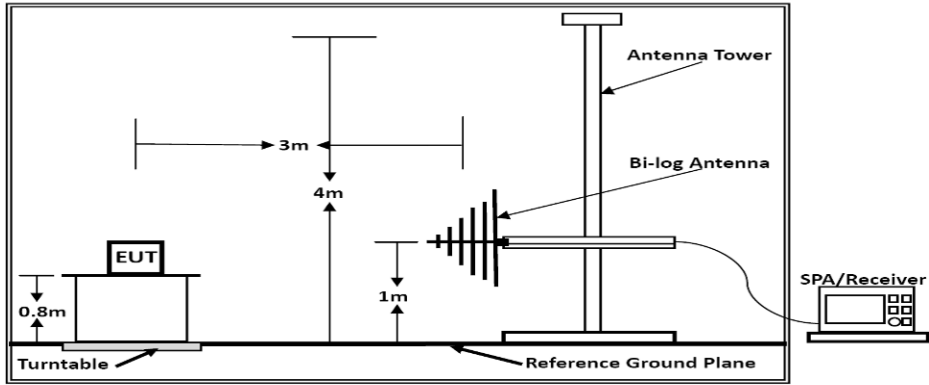 Antenna Tower
3m
Bi-log Antenna
4m
EUT
SPA/Receiver
1m
0.8m
Turntable
Reference Ground Plane